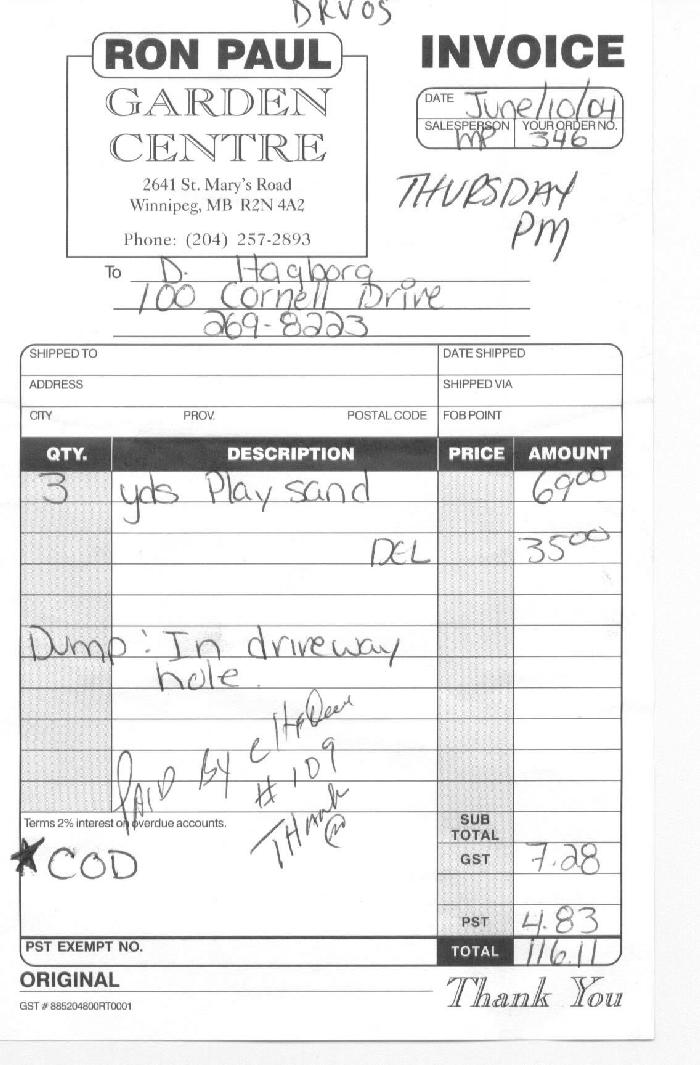 DRVOS
RON PAUL
GARDEN
CENTRE
2641 St. Mary's Road
Winnipeg, MB R2N 4A2
Phone: (204) 257-2893
INVOICE
DATE June/10/04
SALESPERSON YOUR ORDER NO.
MP 346
THURSDAY
PM
To D. Hagborg
100 Cornell Drive
269-8223
SHIPPED TO DATE SHIPPED
ADDRESS SHIPPED VIA
CITY PROV. POSTAL CODE FOB POINT
QTY. DESCRIPTION PRICE AMOUNT
3 yds Play sand 69.00
DEL 35.00
Dump: In driveway
hole.
PAID By
#109
Thank
Terms 2% interest on overdue accounts.
*COD
SUB
TOTAL
GST 7.28
PST 4.83
PST EXEMPT NO.
TOTAL 116.11
ORIGINAL
Thank You
GST # 885204800RT0001